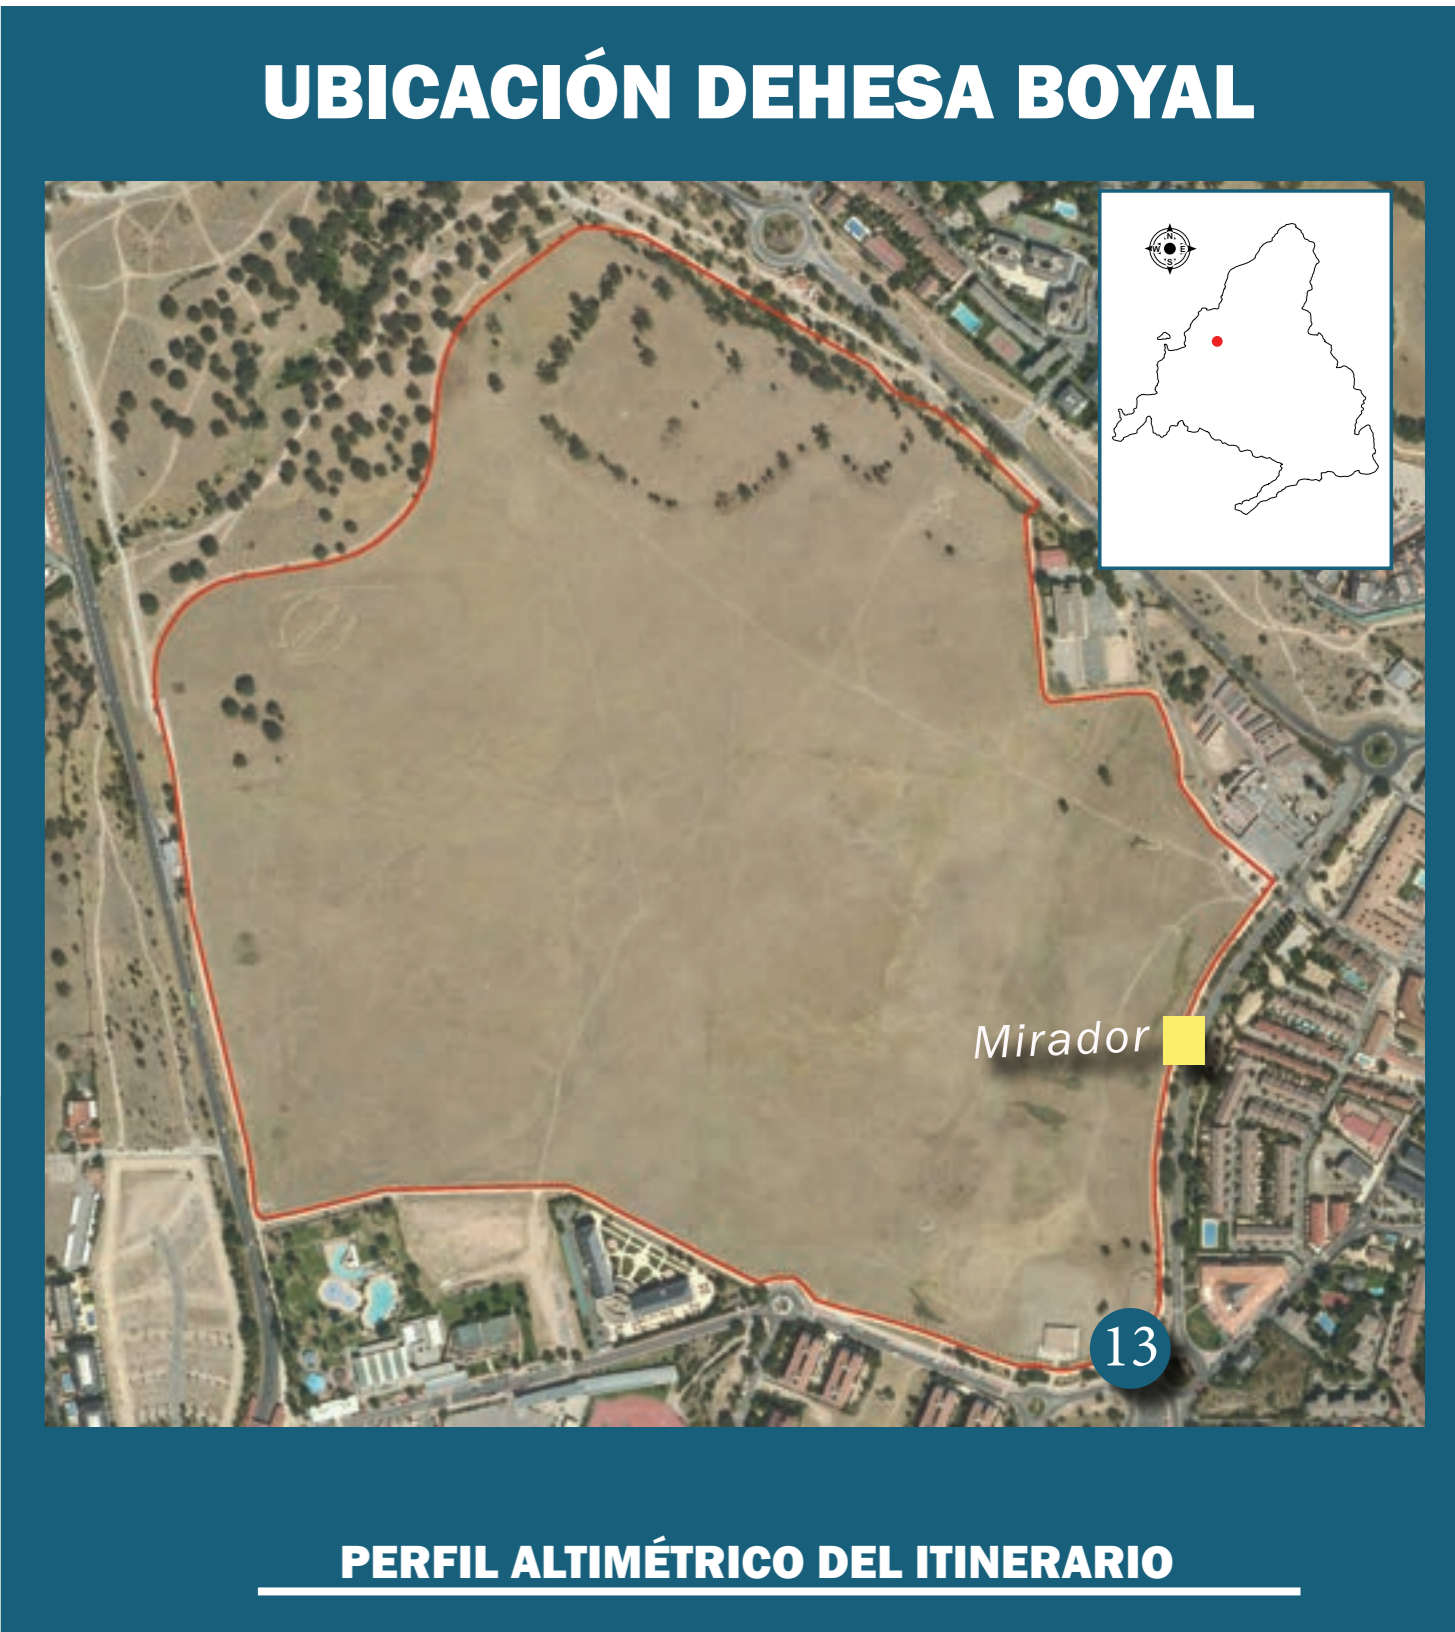 UBICACIÓN DEHESA BOYAL
N
W E
S
Mirador
13
PERFIL ALTIMÉTRICO DEL ITINERARIO